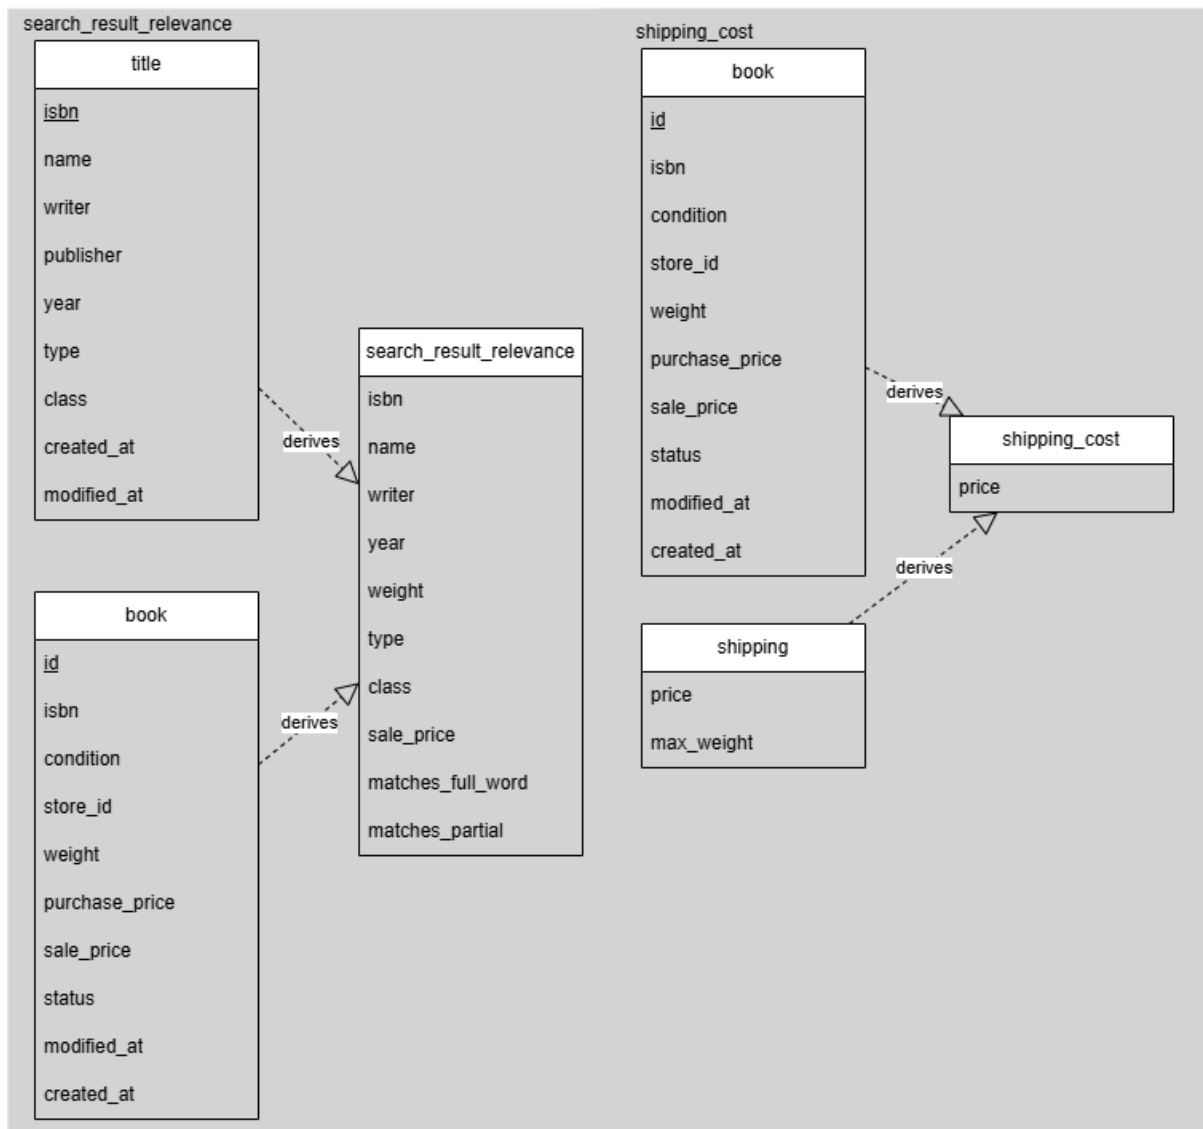 search_result_relevance
title
isbn
name
writer
publisher
year
type
class
created_at
modified_at
derives
book
id
isbn
condition
store_id
weight
purchase_price
sale_price
status
modified_at
created_at
derives
search_result_relevance
isbn
name
writer
year
weight
type
class
sale_price
matches_full_word
matches_partial
shipping_cost
book
id
isbn
condition
store_id
weight
purchase_price
sale_price
status
modified_at
created_at
derives
shipping
price
max_weight
derives
shipping_cost
price